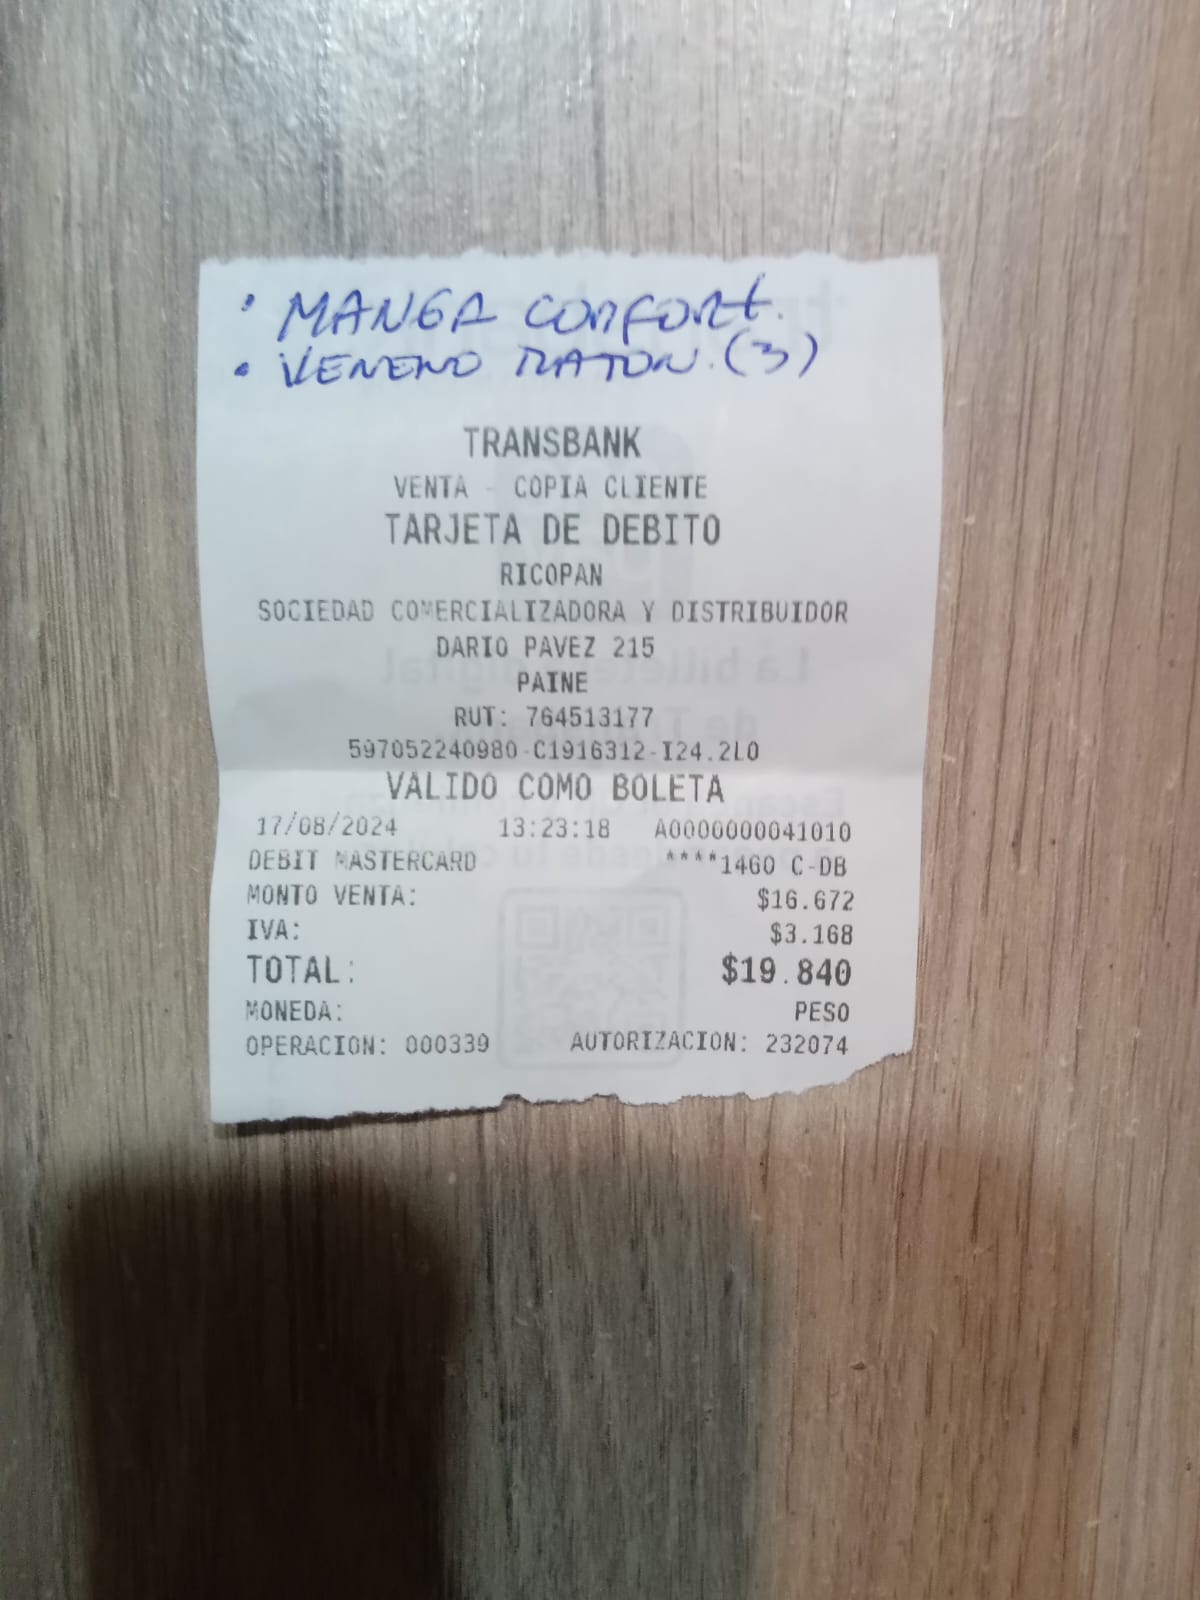 • MANGA CONFORT.
• VENENO RATON. (3)
TRANSBANK
VENTA - COPIA CLIENTE
TARJETA DE DEBITO
RICOPAN
SOCIEDAD COMERCIALIZADORA Y DISTRIBUIDOR
DARIO PAVEZ 215
PAINE
RUT: 764513177
597052240980-C1916312-I24.2L0
VALIDO COMO BOLETA
17/08/2024 13:23:18 A0000000041010
DEBIT MASTERCARD ****1460 C-DB
MONTO VENTA: $16.672
IVA: $3.168
TOTAL: $19.840
MONEDA: PESO
OPERACION: 000339 AUTORIZACION: 232074